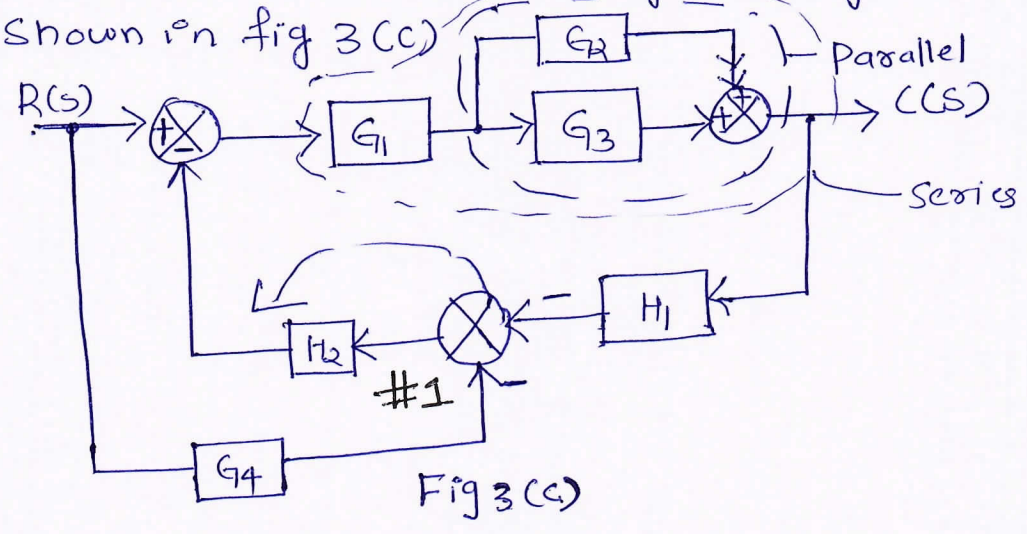 Shown in fig 3 (C)
G2
Parallel
R(S)
+
-
G1
G3
+
+
C(S)
Series
-
H1
H2
#1
-
G4
Fig 3 (C)